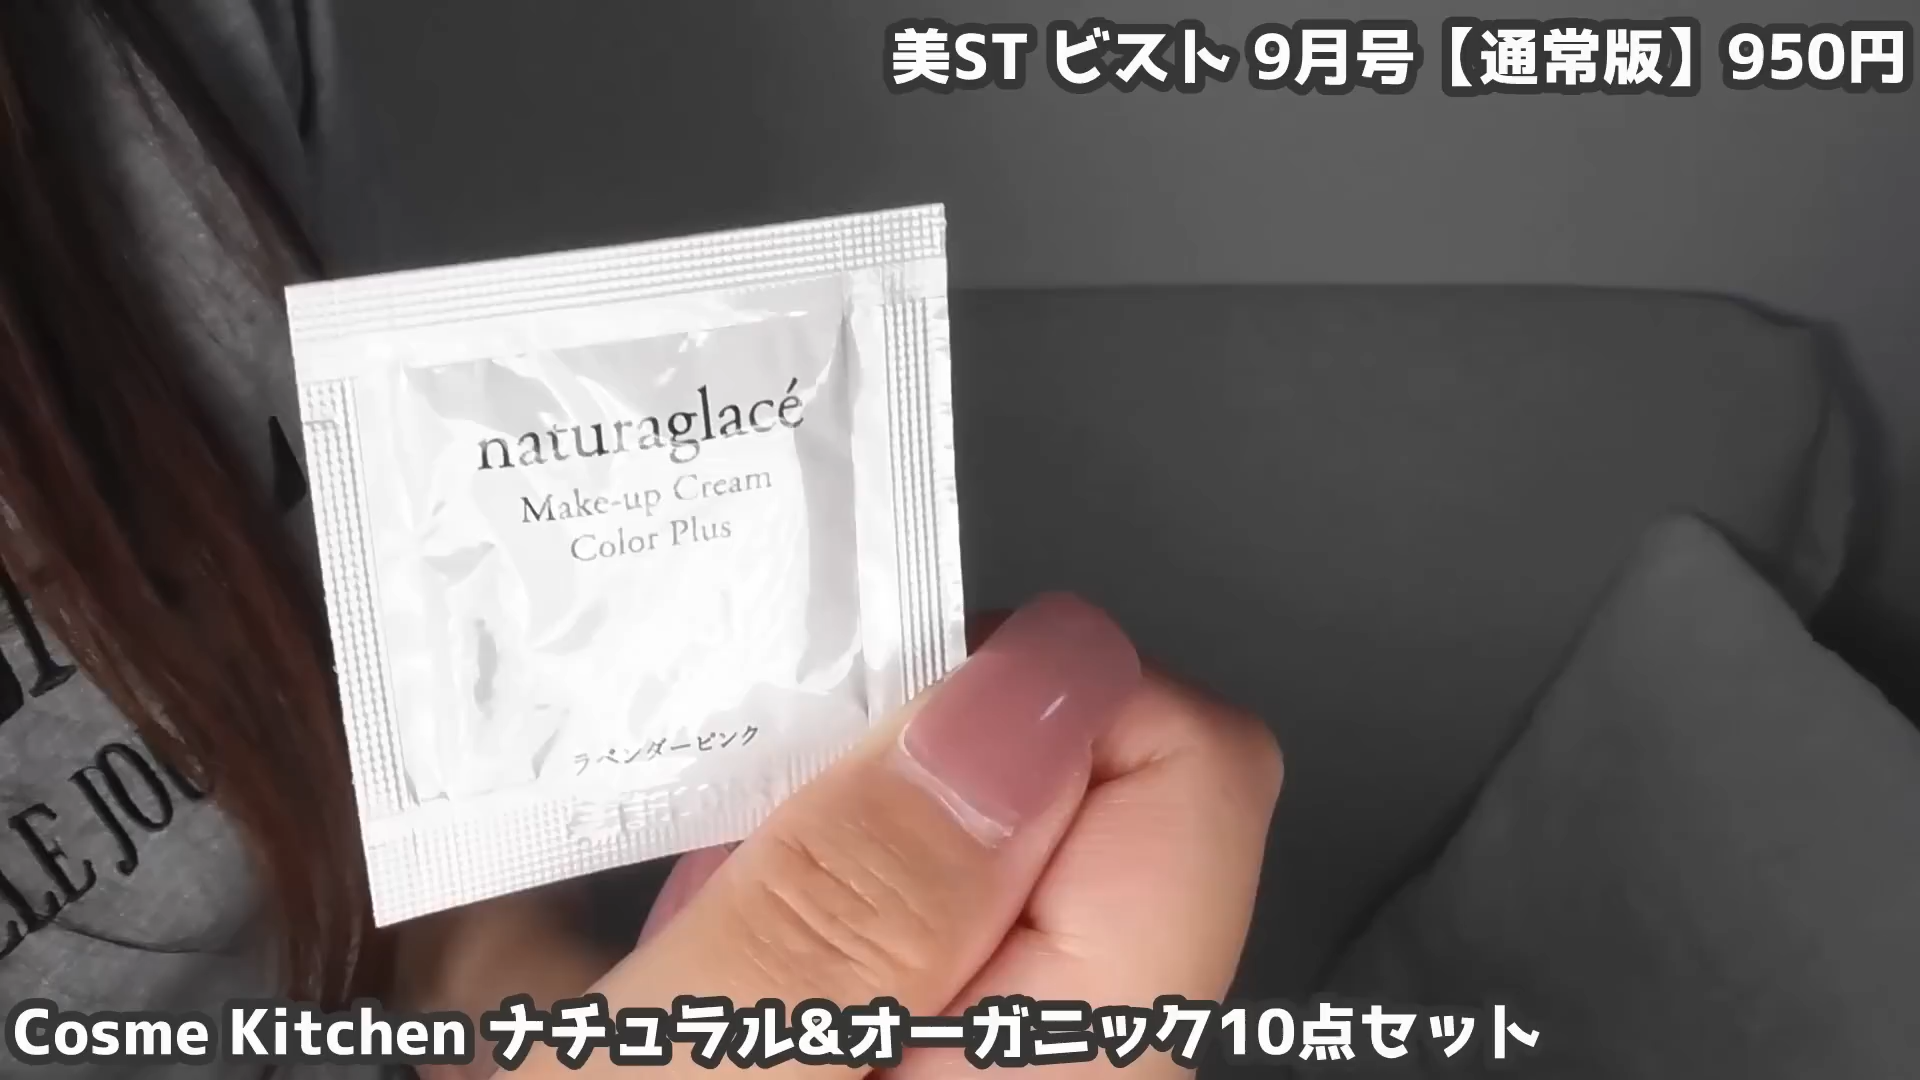 美ST ビスト 9月号【通常版】950円
naturaglacé
Make-up Cream
Color Plus
ラベンダーピンク
Cosme Kitchen ナチュラル&オーガニック10点セット